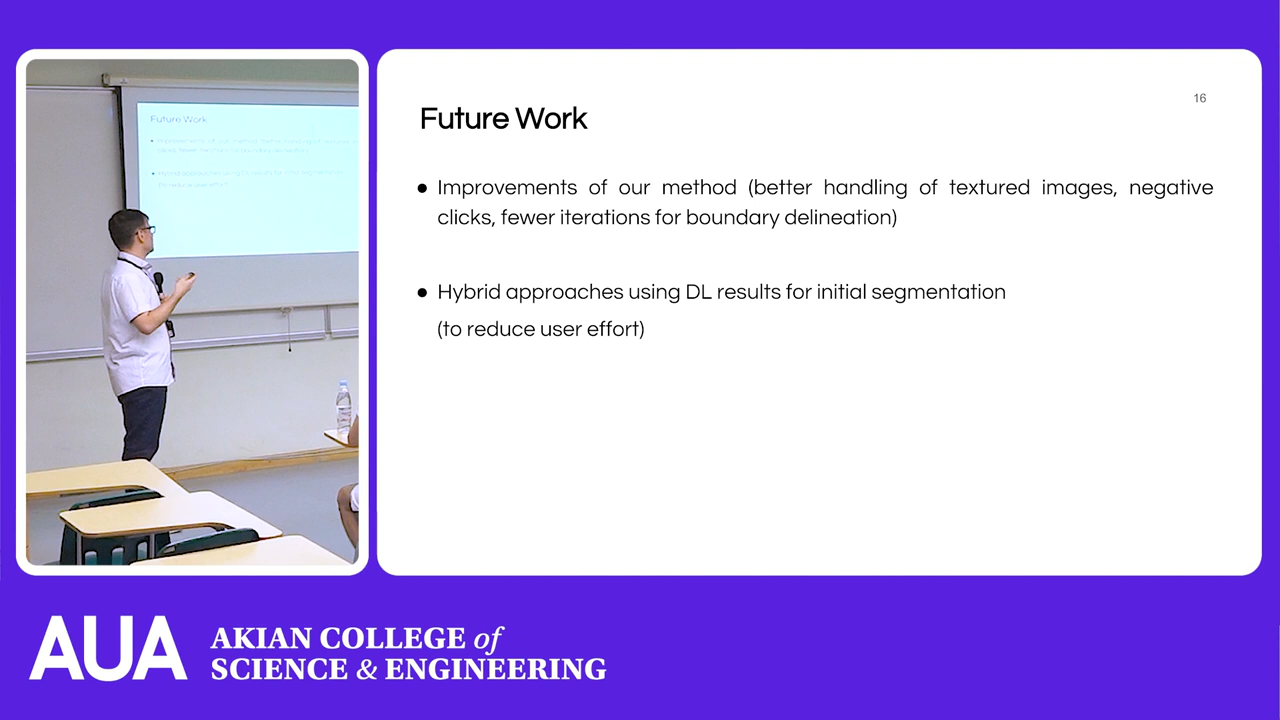 Future Work
16
Future Work
● Improvements of our method (better handling of textured images, negative
clicks, fewer iterations for boundary delineation)
● Hybrid approaches using DL results for initial segmentation
(to reduce user effort)
AUA
AKIAN COLLEGE of
SCIENCE & ENGINEERING